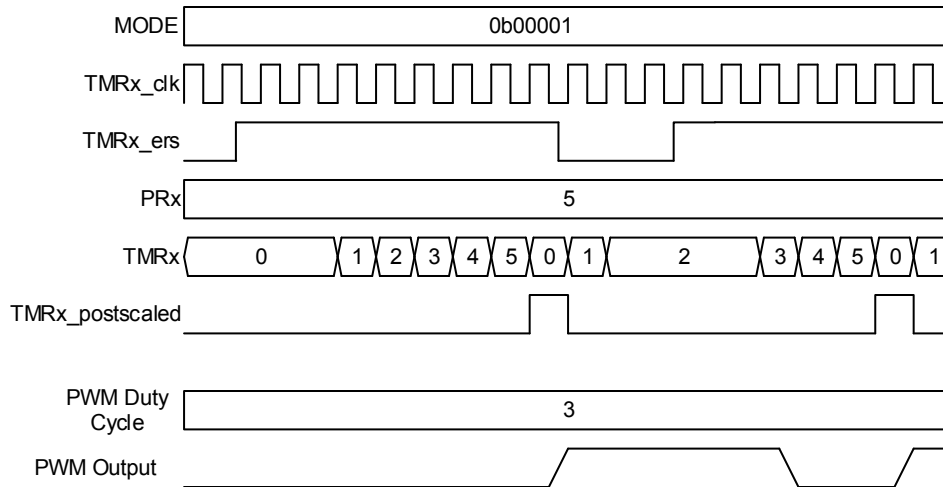 MODE 0b00001
TMRx_clk
TMRx_ers
PRx 5
TMRx 0 1 2 3 4 5 0 1 2 3 4 5 0 1
TMRx_postscaled
PWM Duty
Cycle
3
PWM Output